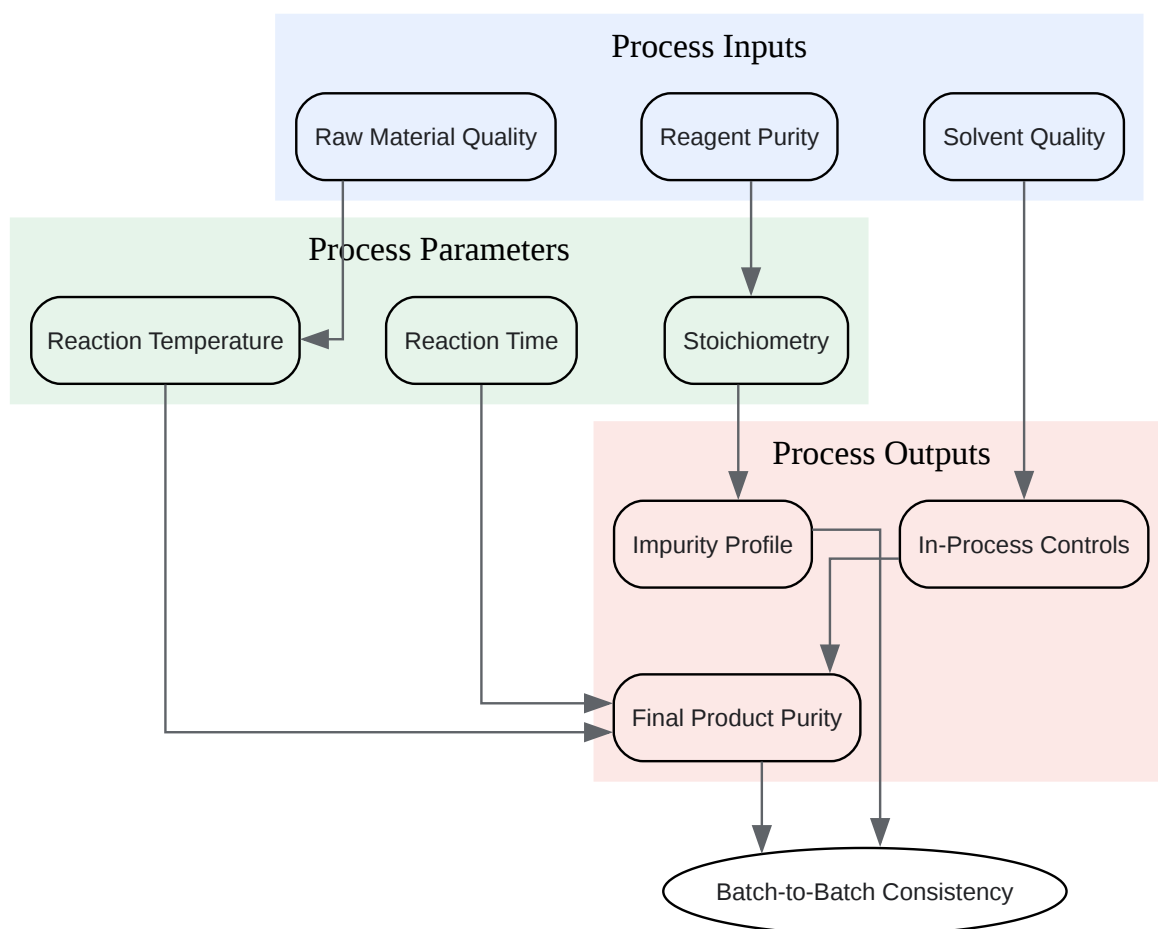 Process Inputs
Raw Material Quality
Reagent Purity
Solvent Quality
Process Parameters
Reaction Temperature
Reaction Time
Stoichiometry
Process Outputs
Impurity Profile
In-Process Controls
Final Product Purity
Batch-to-Batch Consistency